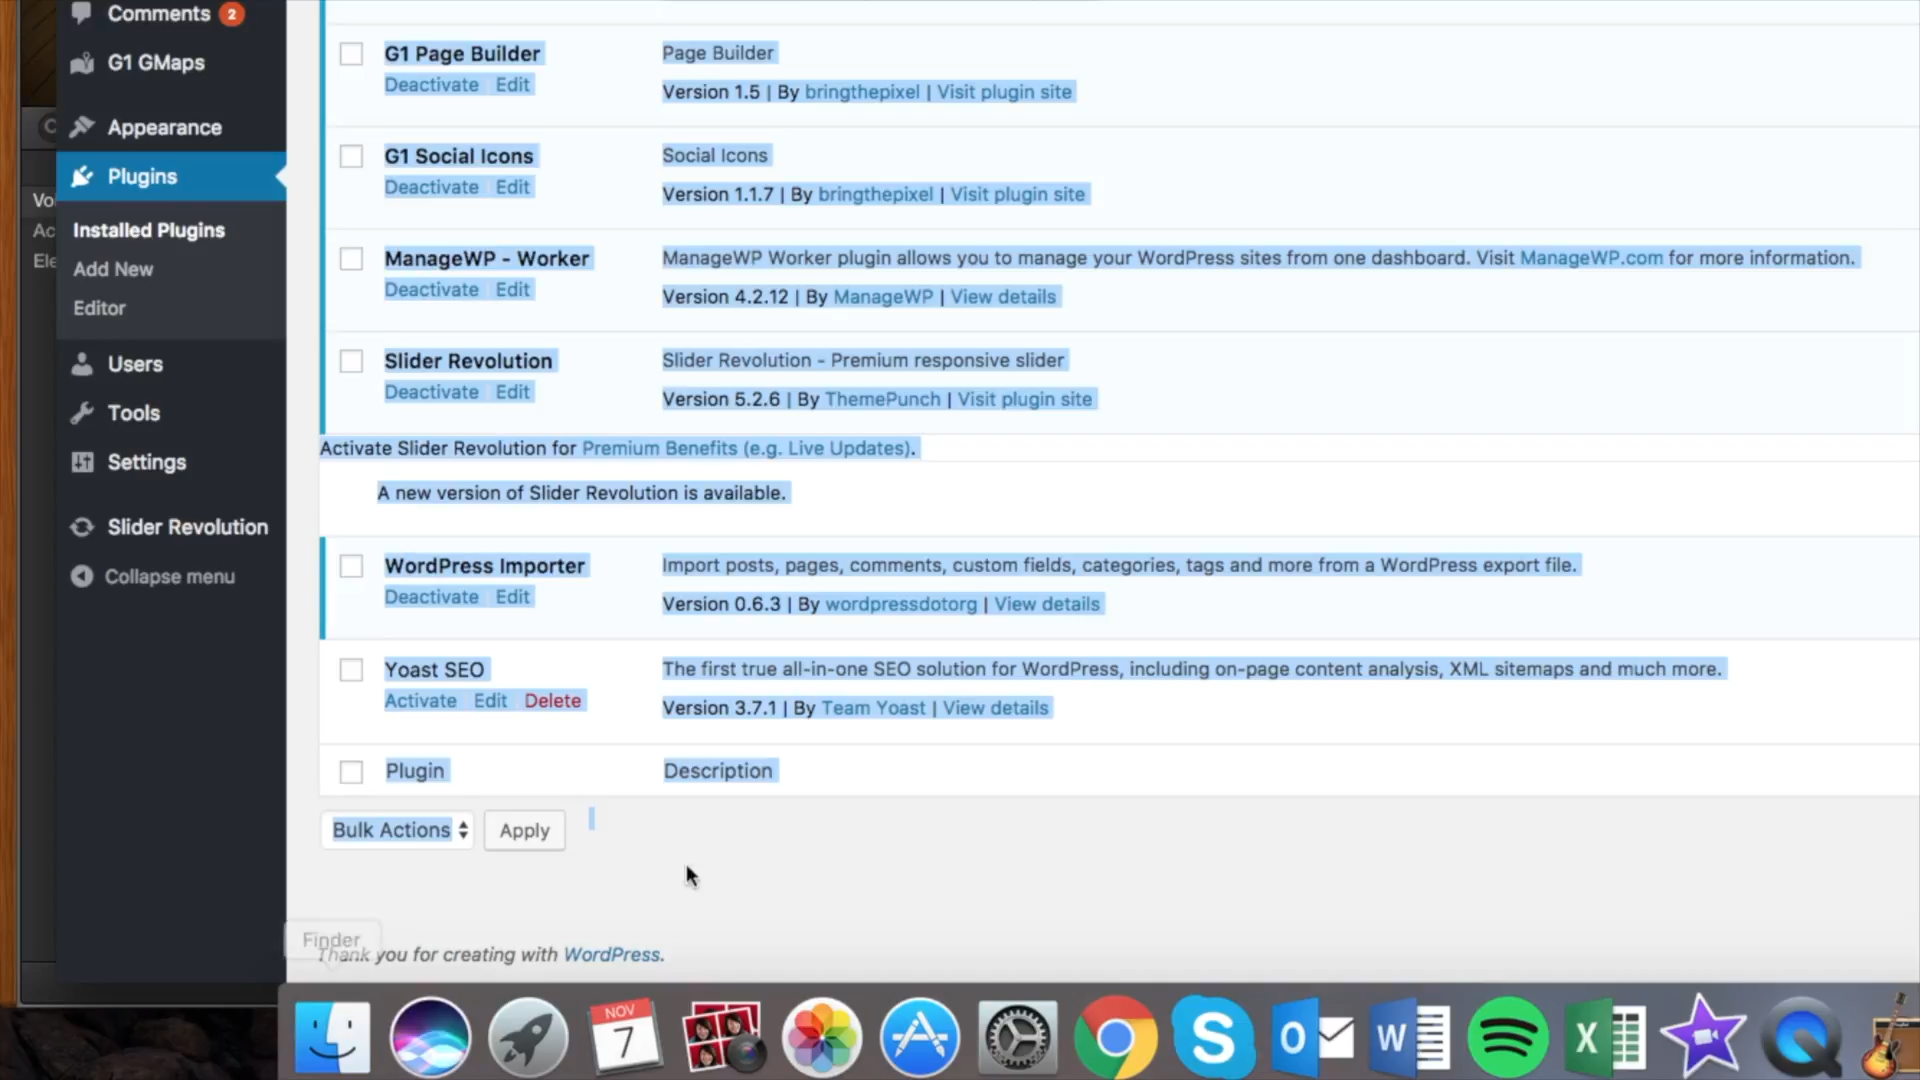 Comments 2
G1 GMaps
Appearance
Plugins
Installed Plugins
Add New
Editor
Users
Tools
Settings
Slider Revolution
Collapse menu
Vo
Ac
Ele
G1 Page Builder
Deactivate Edit
Page Builder
Version 1.5 | By bringthepixel | Visit plugin site
G1 Social Icons
Deactivate Edit
Social Icons
Version 1.1.7 | By bringthepixel | Visit plugin site
ManageWP - Worker
Deactivate Edit
ManageWP Worker plugin allows you to manage your WordPress sites from one dashboard. Visit ManageWP.com for more information.
Version 4.2.12 | By ManageWP | View details
Slider Revolution
Deactivate Edit
Slider Revolution - Premium responsive slider
Version 5.2.6 | By ThemePunch | Visit plugin site
Activate Slider Revolution for Premium Benefits (e.g. Live Updates).
A new version of Slider Revolution is available.
WordPress Importer
Deactivate Edit
Import posts, pages, comments, custom fields, categories, tags and more from a WordPress export file.
Version 0.6.3 | By wordpressdotorg | View details
Yoast SEO
Activate Edit Delete
The first true all-in-one SEO solution for WordPress, including on-page content analysis, XML sitemaps and much more.
Version 3.7.1 | By Team Yoast | View details
Plugin
Description
Bulk Actions
Apply
Finder
Thank you for creating with WordPress.
NOV
7
S
O
W
X